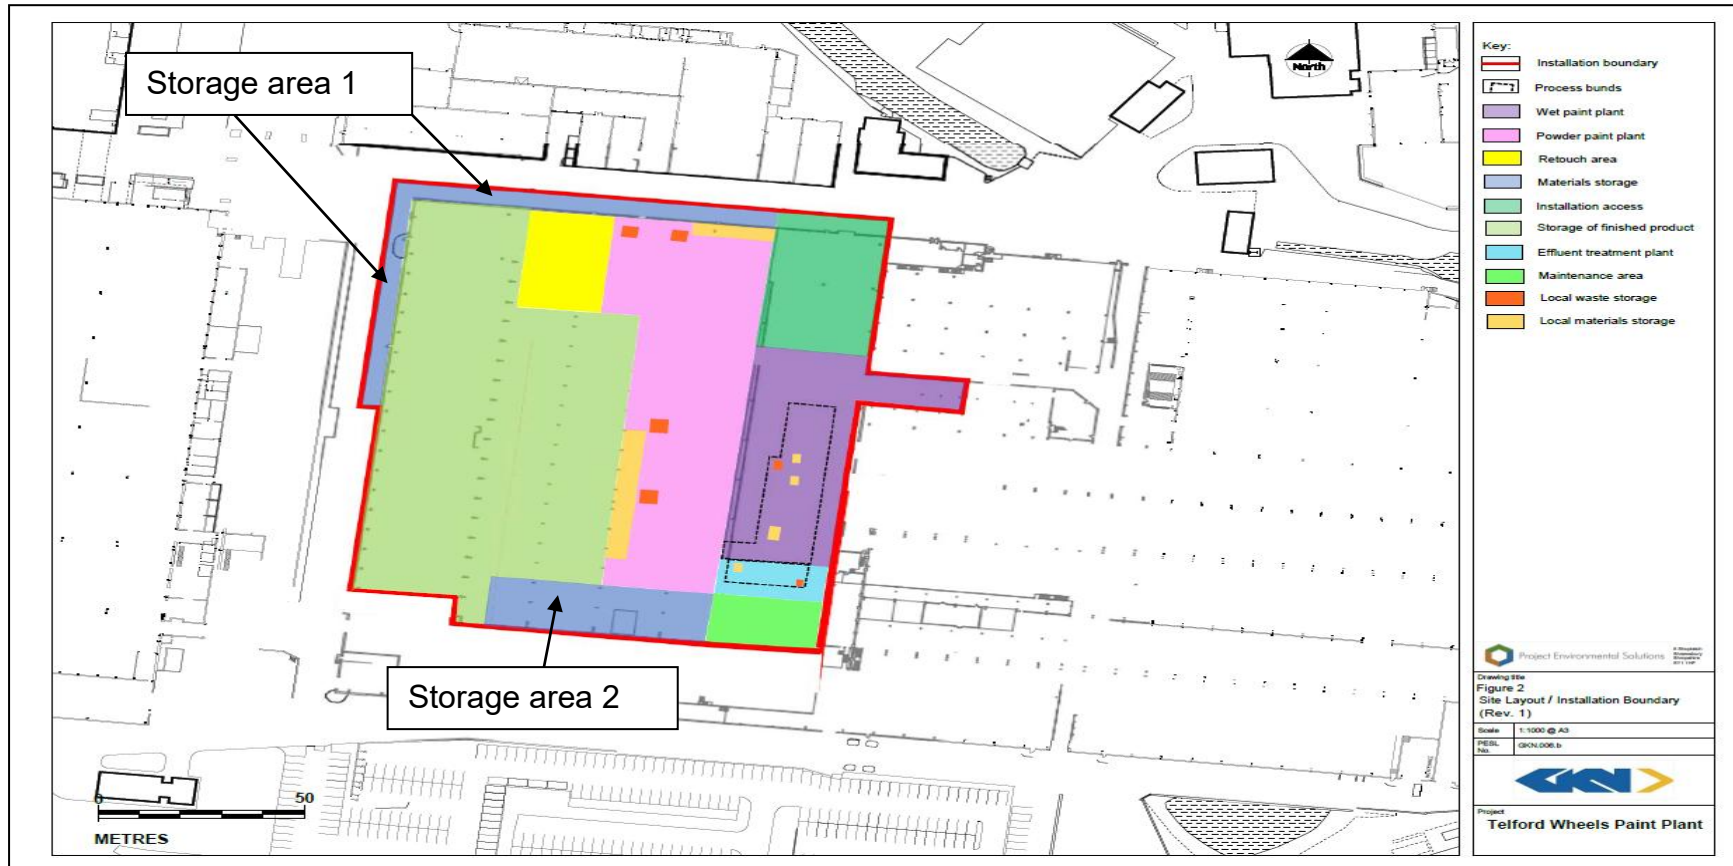 Storage area 1
North
Storage area 2
0 50
METRES
Key:
Installation boundary
Process bunds
Wet paint plant
Powder paint plant
Retouch area
Materials storage
Installation access
Storage of finished product
Effluent treatment plant
Maintenance area
Local waste storage
Local materials storage
Project Environmental Solutions
Drawing title
Figure 2
Site Layout / Installation Boundary
(Rev. 1)
Scale 1:1000 @ A3
PESL No. GKN.006.b
GKN
Project
Telford Wheels Paint Plant